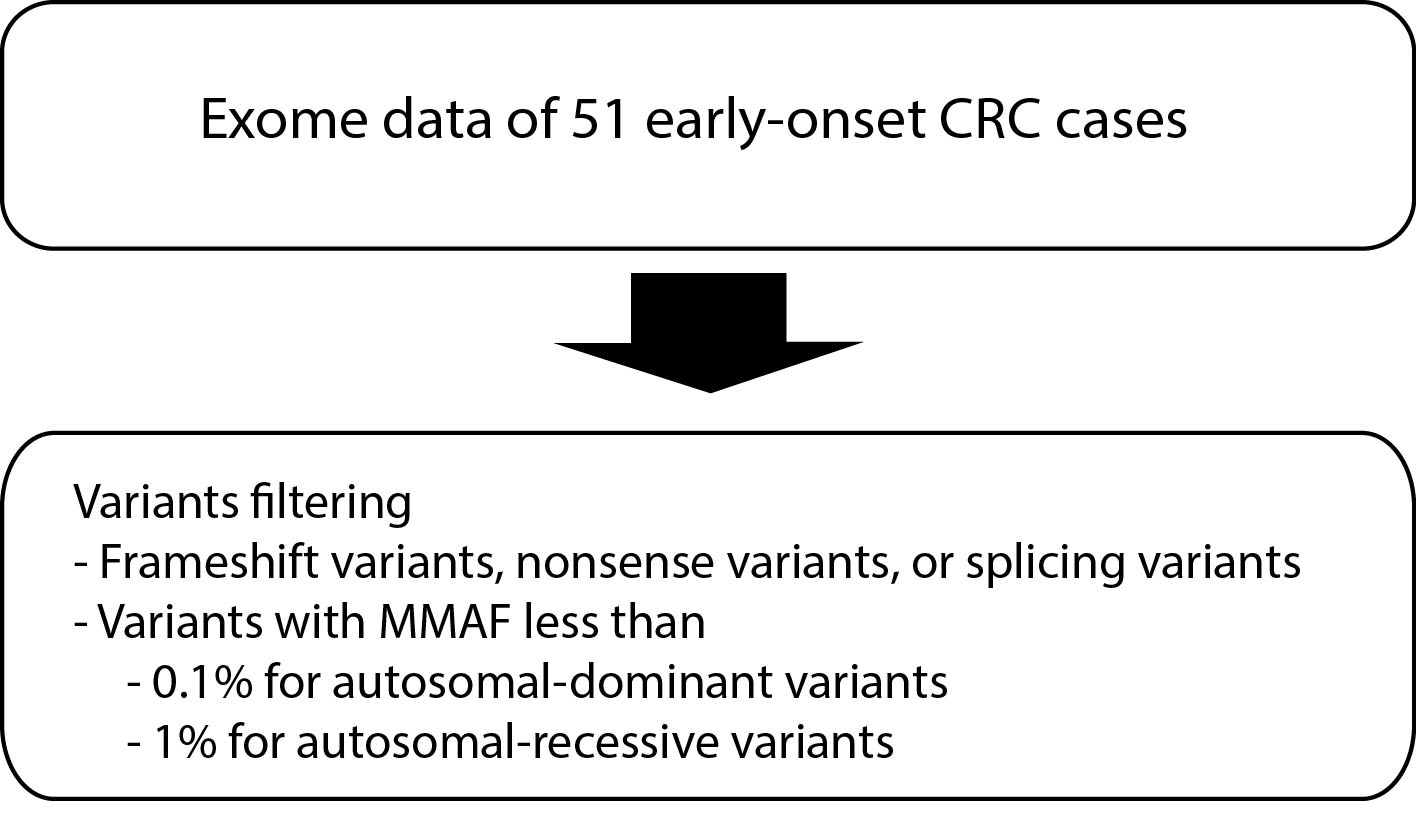 Exome data of 51 early-onset CRC cases
Variants filtering
- Frameshift variants, nonsense variants, or splicing variants
- Variants with MMAF less than
- 0.1% for autosomal-dominant variants
- 1% for autosomal-recessive variants